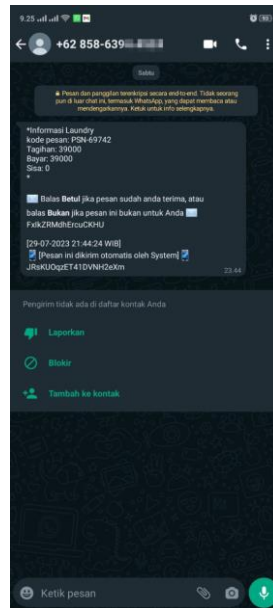 9.25
+62 858-639
Sabtu
Pesan dan panggilan terenkripsi secara end-to-end. Tidak seorang
pun di luar chat ini, termasuk WhatsApp, yang dapat membaca atau
mendengarkannya. Ketuk untuk info selengkapnya.
*Informasi Laundry
kode pesan: PSN-69742
Tagihan: 39000
Bayar: 39000
Sisa: 0
*
Balas Betul jika pesan sudah anda terima, atau
balas Bukan jika pesan ini bukan untuk Anda
FxIkZRMdhErcuCKHU
[29-07-2023 21:44:24 WIB]
[Pesan ini dikirim otomatis oleh System]
JRsKUOqzET41DVNH2eXm
23.44
Pengirim tidak ada di daftar kontak Anda
Laporkan
Blokir
Tambah ke kontak
Ketik pesan